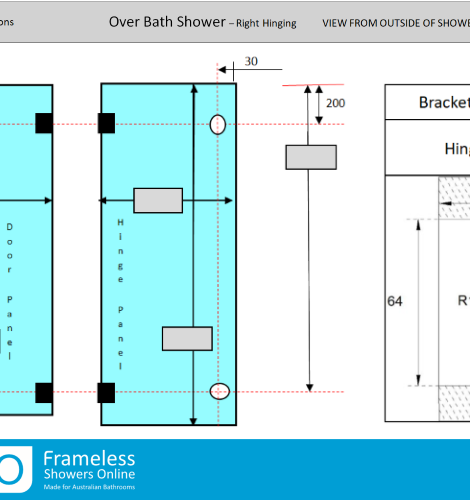 ons
Over Bath Shower – Right Hinging
VIEW FROM OUTSIDE OF SHOWE
30
200
Bracket
Hin
Door Panel
Hinge Panel
64
R
Frameless
Showers Online
Made for Australian Bathrooms